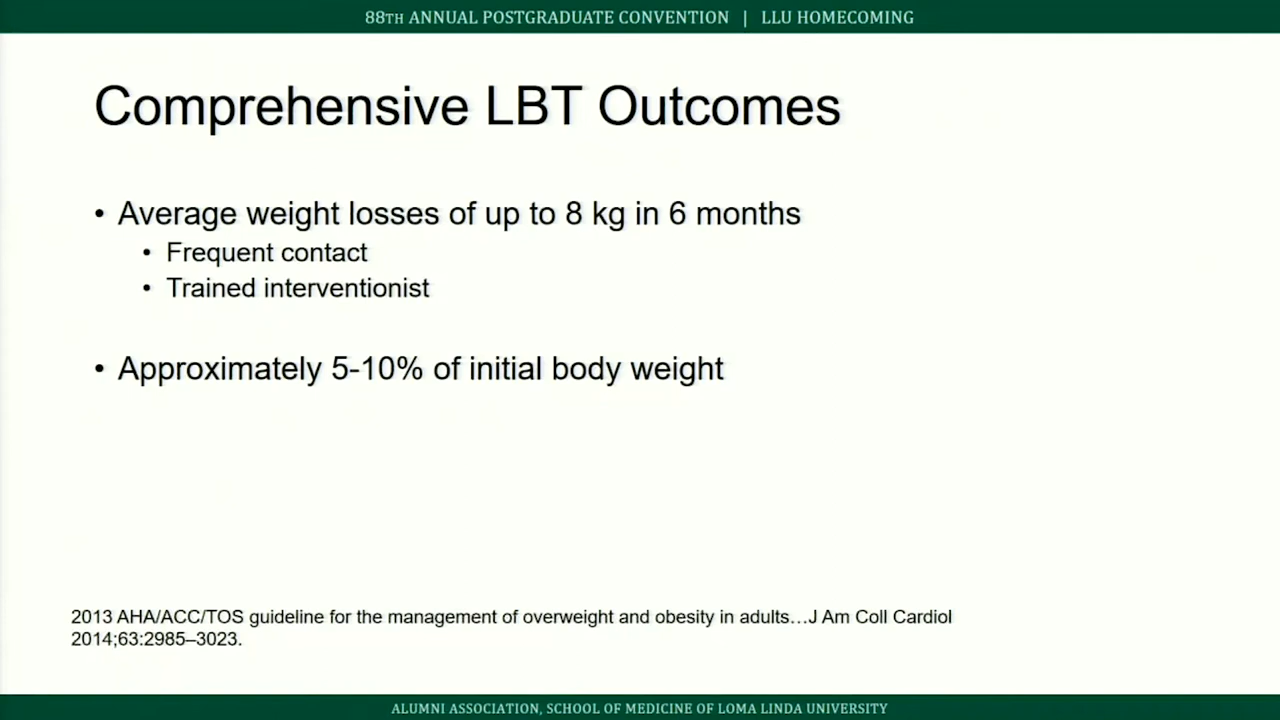 88TH ANNUAL POSTGRADUATE CONVENTION | LLU HOMECOMING
Comprehensive LBT Outcomes
• Average weight losses of up to 8 kg in 6 months
• Frequent contact
• Trained interventionist
• Approximately 5-10% of initial body weight
2013 AHA/ACC/TOS guideline for the management of overweight and obesity in adults…J Am Coll Cardiol
2014;63:2985–3023.
ALUMNI ASSOCIATION, SCHOOL OF MEDICINE OF LOMA LINDA UNIVERSITY